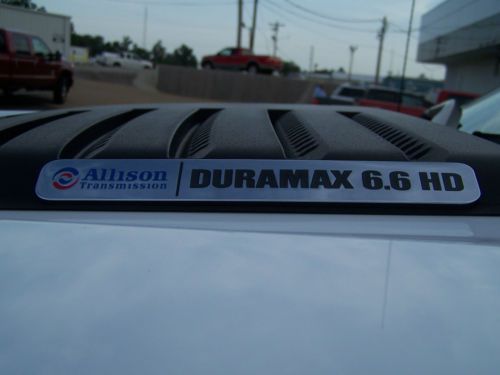 Allison DURAMAX 6.6 HD
Transmission